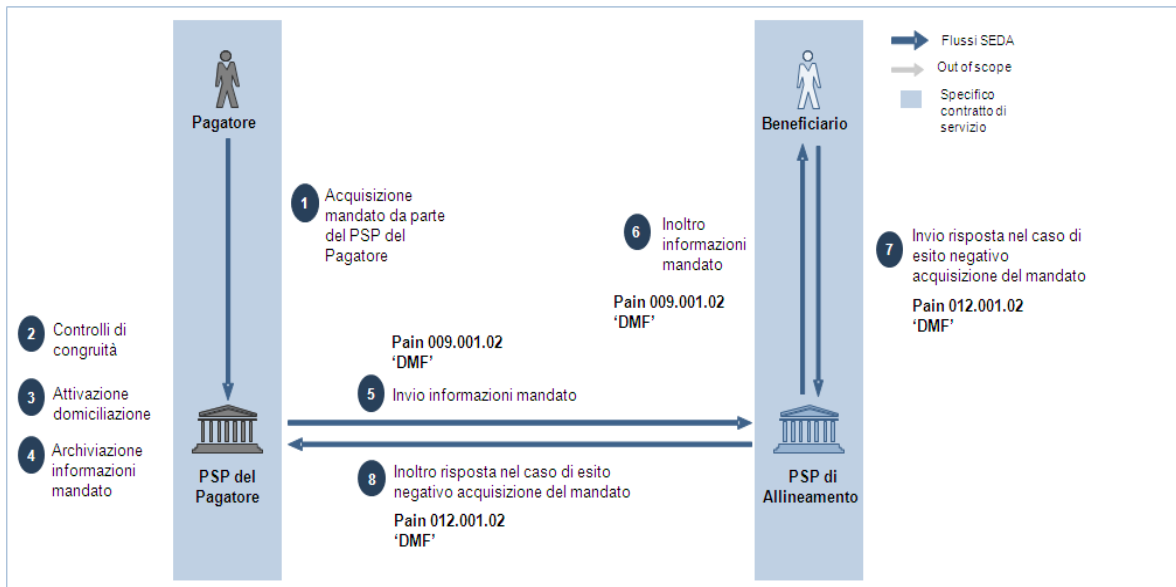 Pagatore
Beneficiario
Flussi SEDA
Out of scope
Specifico
contratto di
servizio
1
Acquisizione
mandato da parte
del PSP del
Pagatore
6
Inoltro
informazioni
mandato
Pain 009.001.02
‘DMF’
7
Invio risposta nel caso di
esito negativo
acquisizione del mandato
Pain 012.001.02
‘DMF’
2
Controlli di
congruità
3
Attivazione
domiciliazione
4
Archiviazione
informazioni
mandato
Pain 009.001.02
‘DMF’
5
Invio informazioni mandato
PSP del
Pagatore
8
Inoltro risposta nel caso di esito
negativo acquisizione del mandato
Pain 012.001.02
‘DMF’
PSP di
Allineamento